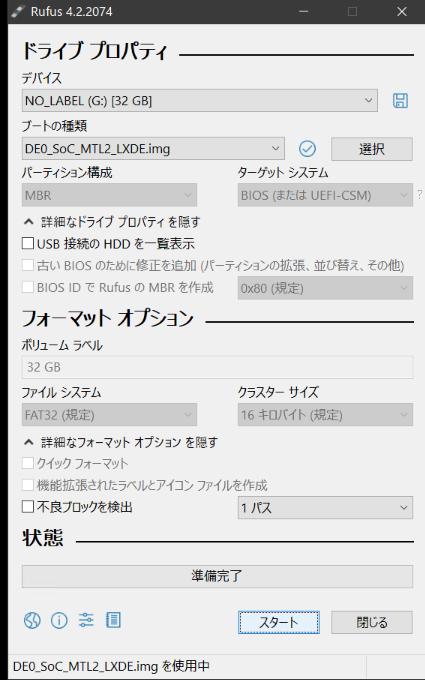 Rufus 4.2.2074
ドライブ プロパティ
デバイス
NO_LABEL (G:) [32 GB]
ブートの種類
DE0_SoC_MTL2_LXDE.img
選択
パーティション構成
ターゲット システム
MBR
BIOS (または UEFI-CSM)
?
詳細なドライブ プロパティを隠す
USB 接続の HDD を一覧表示
古い BIOS のために修正を追加 (パーティションの拡張、並び替え、その他)
BIOS ID で Rufus の MBR を作成
0x80 (規定)
フォーマット オプション
ボリューム ラベル
32 GB
ファイル システム
クラスター サイズ
FAT32 (規定)
16 キロバイト (規定)
詳細なフォーマット オプション を隠す
クイック フォーマット
機能拡張されたラベルとアイコン ファイルを作成
不良ブロックを検出
1 パス
状態
準備完了
スタート
閉じる
DE0_SoC_MTL2_LXDE.img を使用中